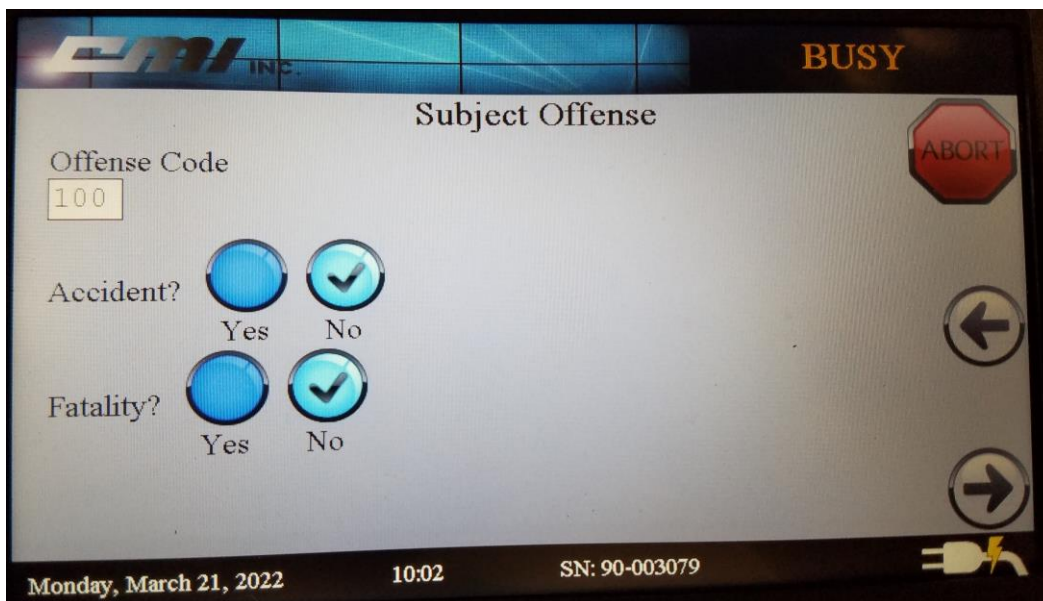 CMI INC.
BUSY
Subject Offense
ABORT
Offense Code
100
Accident?
Yes No
Fatality?
Yes No
Monday, March 21, 2022 10:02 SN: 90-003079